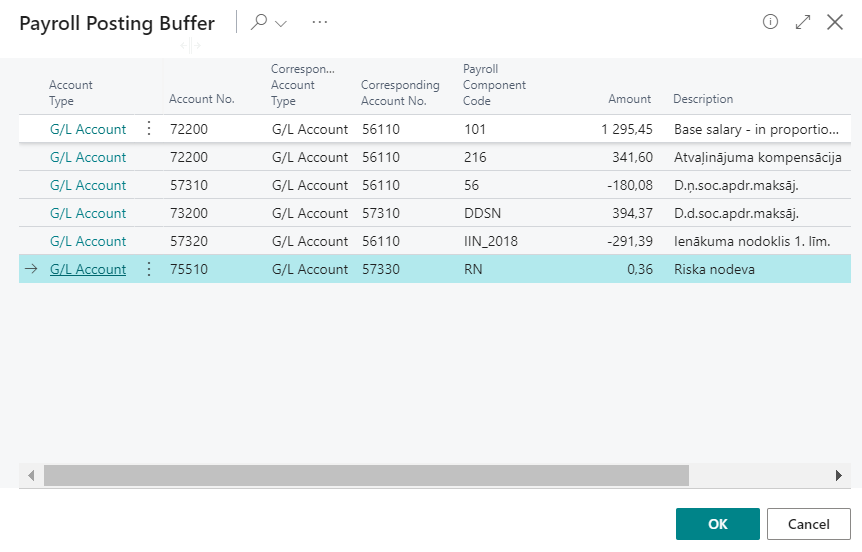 Payroll Posting Buffer
Account Type	Account No.	Correspon... Account Type	Corresponding Account No.	Payroll Component Code	Amount	Description
G/L Account	72200	G/L Account	56110	101	1 295,45	Base salary - in proportio...
G/L Account	72200	G/L Account	56110	216	341,60	Atvaļinājuma kompensācija
G/L Account	57310	G/L Account	56110	56	-180,08	D.ņ.soc.apdr.maksāj.
G/L Account	73200	G/L Account	57310	DDSN	394,37	D.d.soc.apdr.maksāj.
G/L Account	57320	G/L Account	56110	IIN_2018	-291,39	Ienākuma nodoklis 1. līm.
G/L Account	75510	G/L Account	57330	RN	0,36	Riska nodeva
OK	Cancel